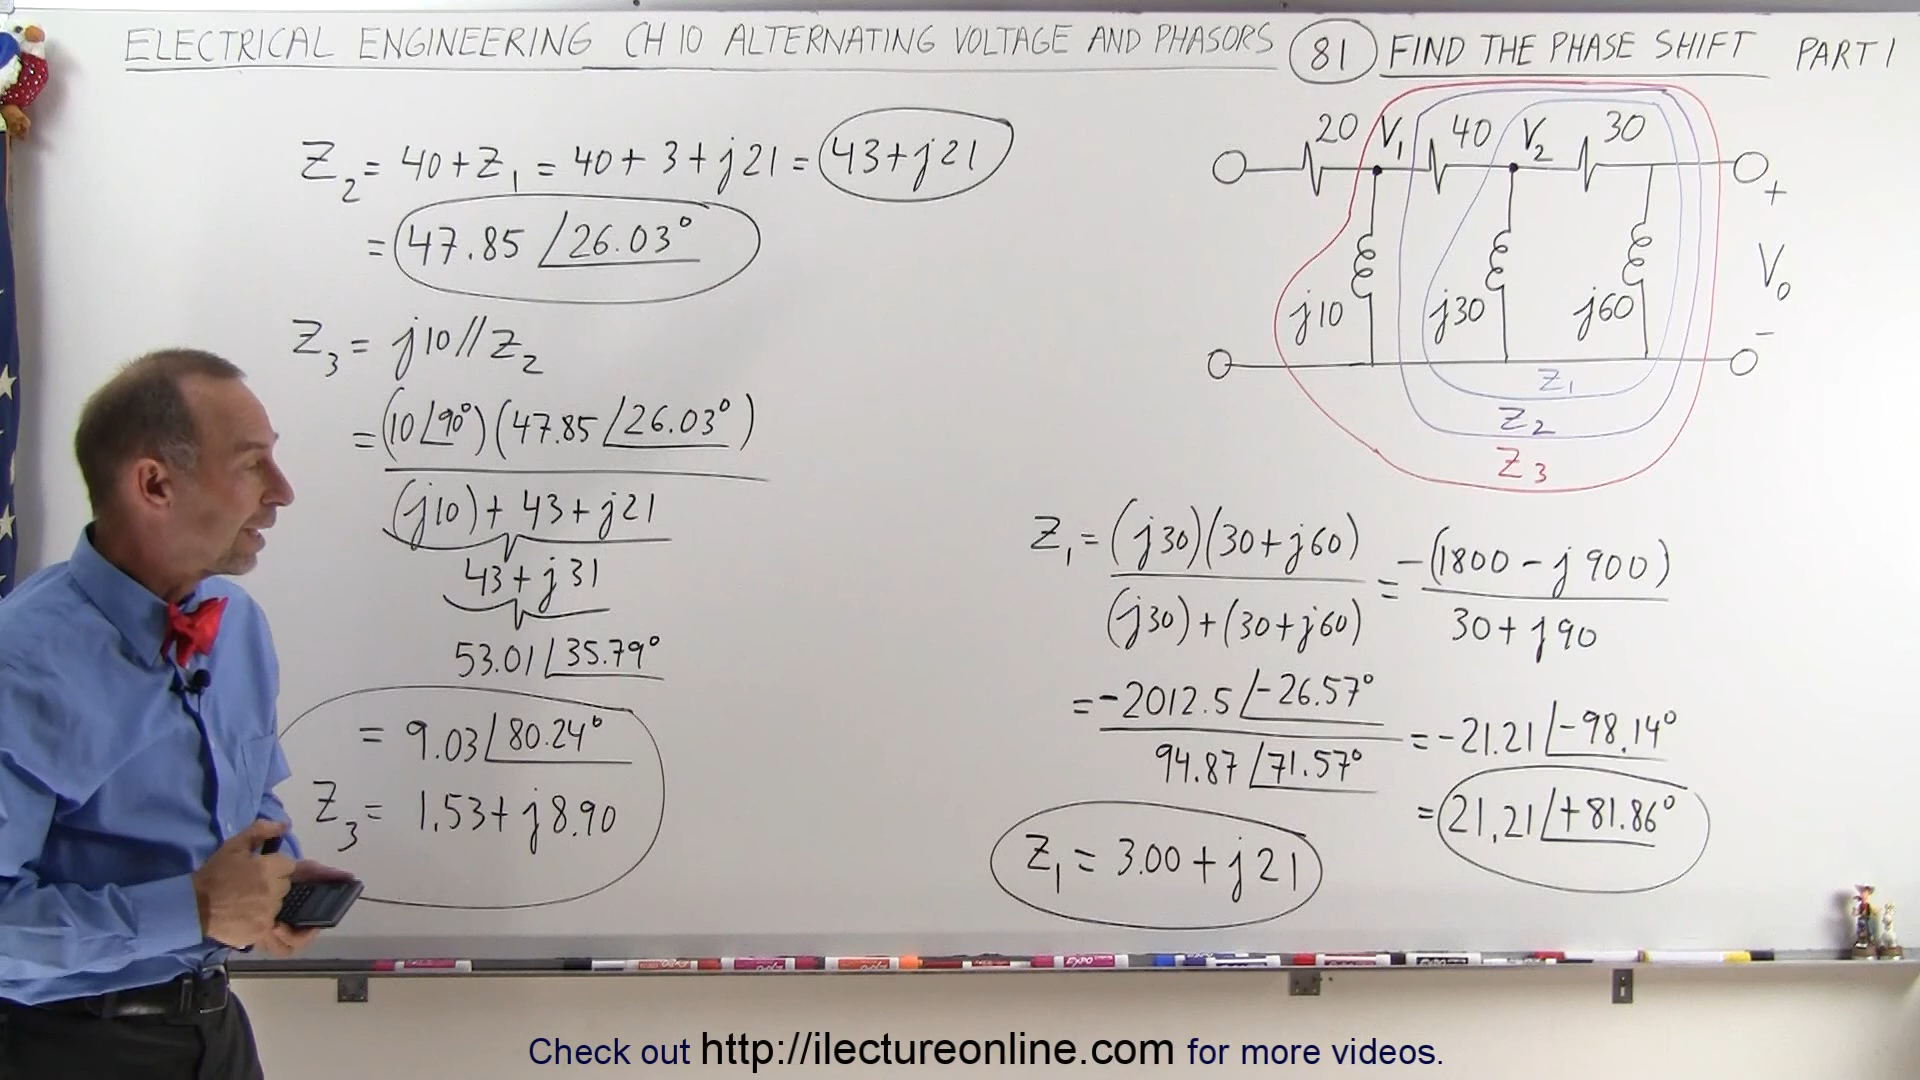 ELECTRICAL ENGINEERING CH 10 ALTERNATING VOLTAGE AND PHASORS (81) FIND THE PHASE SHIFT PART 1
Z₂ = 40 + Z₁ = 40 + 3 + j21 = 43 + j21
= 47.85 ∠26.03°
Z₃ = j10 // Z₂
= (10∠90°)(47.85∠26.03°)
(j10) + 43 + j21
43 + j31
53.01∠35.79°
= 9.03∠80.24°
Z₃ = 1.53 + j8.90
20 V₁ 40 V₂ 30
+
j10 j30 j60 V₀
-
Z₁
Z₂
Z₃
Z₁ = (j30)(30 + j60) = -(1800 - j900)
(j30) + (30 + j60) 30 + j90
= -2012.5∠-26.57° = -21.21∠-98.14°
94.87∠71.57°
= 21.21∠+81.86°
Z₁ = 3.00 + j21
EXPO
Check out http://ilectureonline.com for more videos.